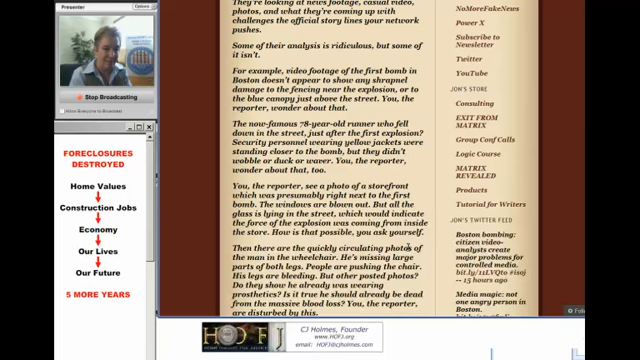 Presenter
Options
Stop Broadcasting
Allow Everyone to Broadcast
FORECLOSURES
DESTROYED
Home Values
Construction Jobs
Economy
Our Lives
Our Future
5 MORE YEARS
They're looking at news footage, casual video,
photos, and what they're coming up with
challenges the official story lines your network
pushes.
Some of their analysis is ridiculous, but some of
it isn't.
For example, video footage of the first bomb in
Boston doesn't appear to show any shrapnel
damage to the fencing near the explosion, or to
the blue canopy just above the street. You, the
reporter, wonder about that.
The now-famous 78-year-old runner who fell
down in the street, just after the first explosion?
Security personnel wearing yellow jackets were
standing closer to the bomb, but they didn't
wobble or duck or waver. You, the reporter,
wonder about that, too.
You, the reporter, see a photo of a storefront
which was presumably right next to the first
bomb. The windows are blown out. But all the
glass is lying in the street, which would indicate
the force of the explosion was coming from inside
the store. How is that possible, you ask yourself.
Then there are the quickly circulating photos of
the man in the wheelchair. He's missing large
parts of both legs. People are pushing the chair.
His legs are bleeding. But other posted photos?
Do they show he already was wearing
prosthetics? Is it true he should already be dead
from the massive blood loss? You, the reporter,
are disturbed by this.
NoMoreFakeNews
Power X
Subscribe to
Newsletter
Twitter
YouTube
JON'S STORE
Consulting
EXIT FROM
MATRIX
Group Conf Calls
Logic Course
MATRIX
REVEALED
Products
Tutorial for Writers
JON'S TWITTER FEED
Boston bombing:
citizen video-
analysts create
major problems for
controlled media.
bit.ly/11LVQto #isoj
-- 15 hours ago
Media magic: not
one angry person in
Boston.
HOFJ
CJ Holmes, Founder
www.HOFJ.org
email: HOFJ@cjholmes.com